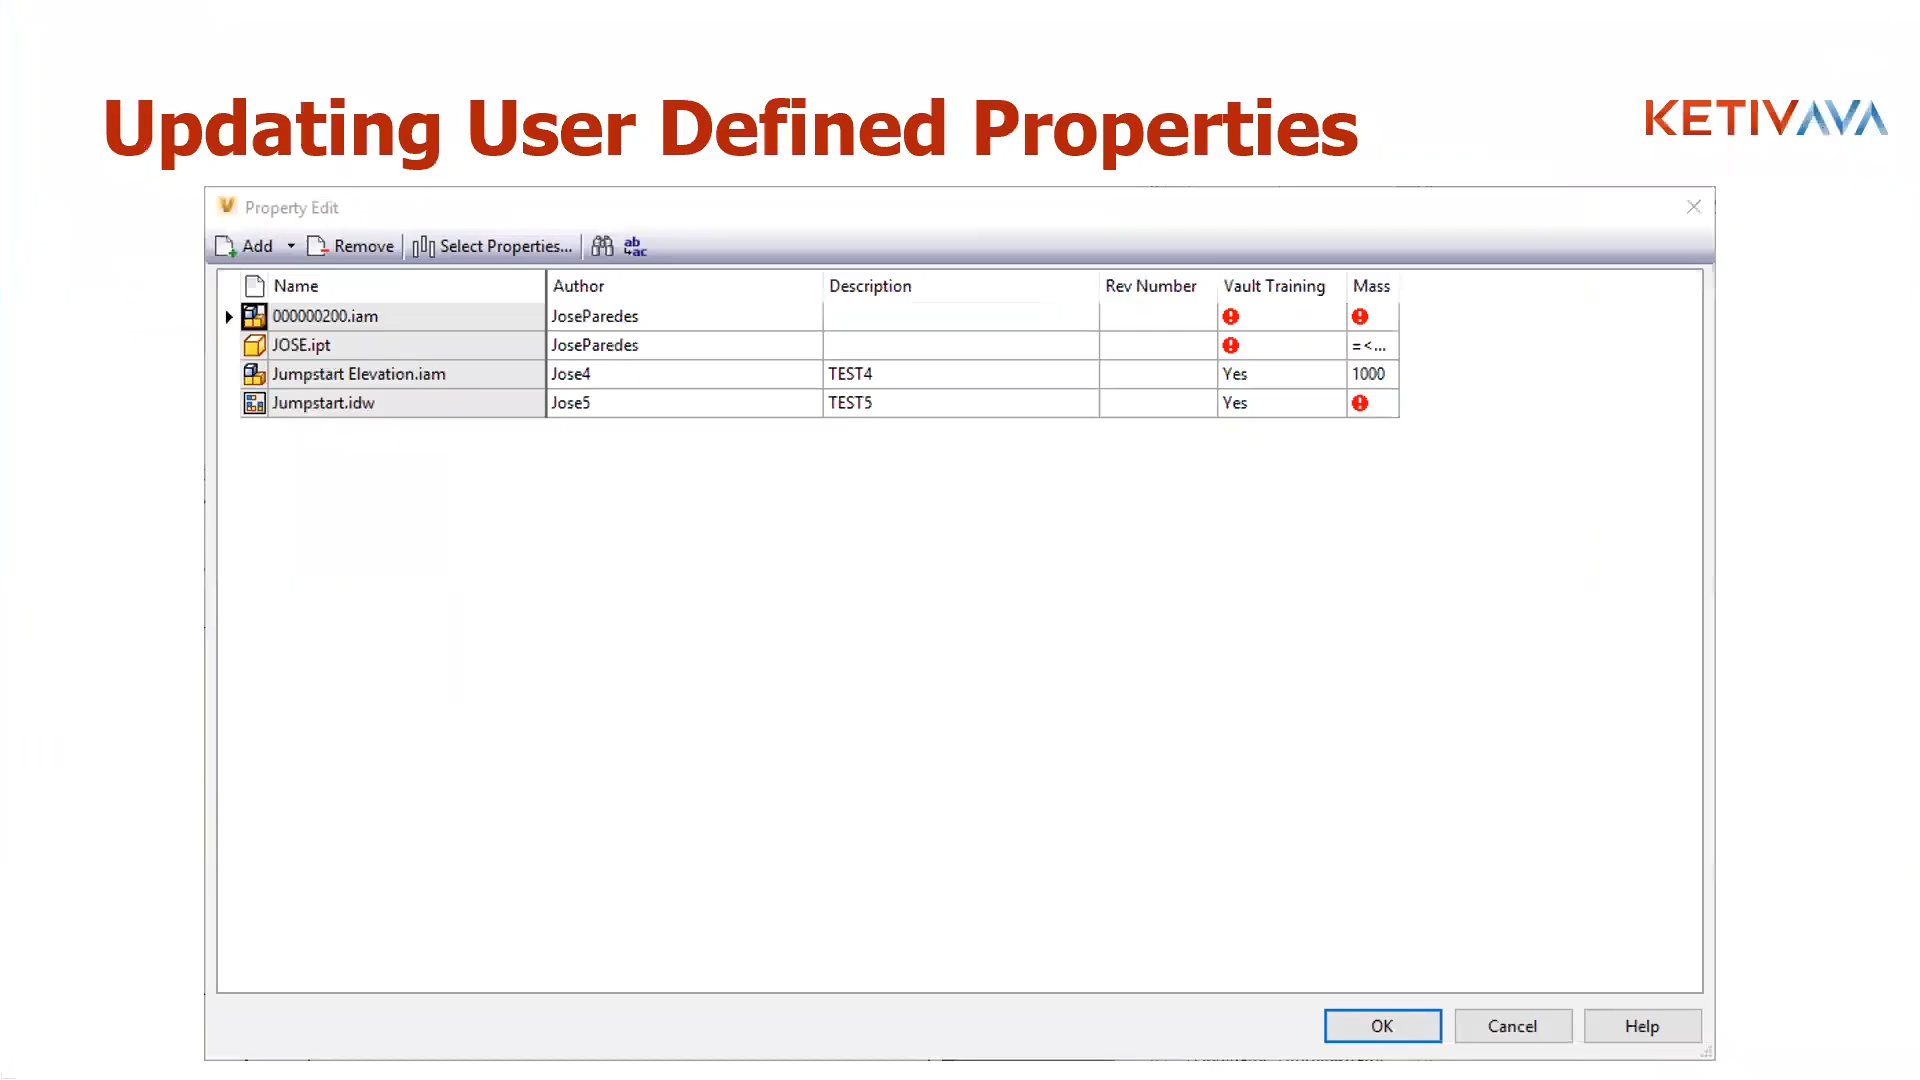 Updating User Defined Properties
KETIVAVA
Property Edit
Add Remove Select Properties...
Name Author Description Rev Number Vault Training Mass
000000200.iam JoseParedes
JOSE.ipt JoseParedes =<...
Jumpstart Elevation.iam Jose4 TEST4 Yes 1000
Jumpstart.idw Jose5 TEST5 Yes
OK Cancel Help